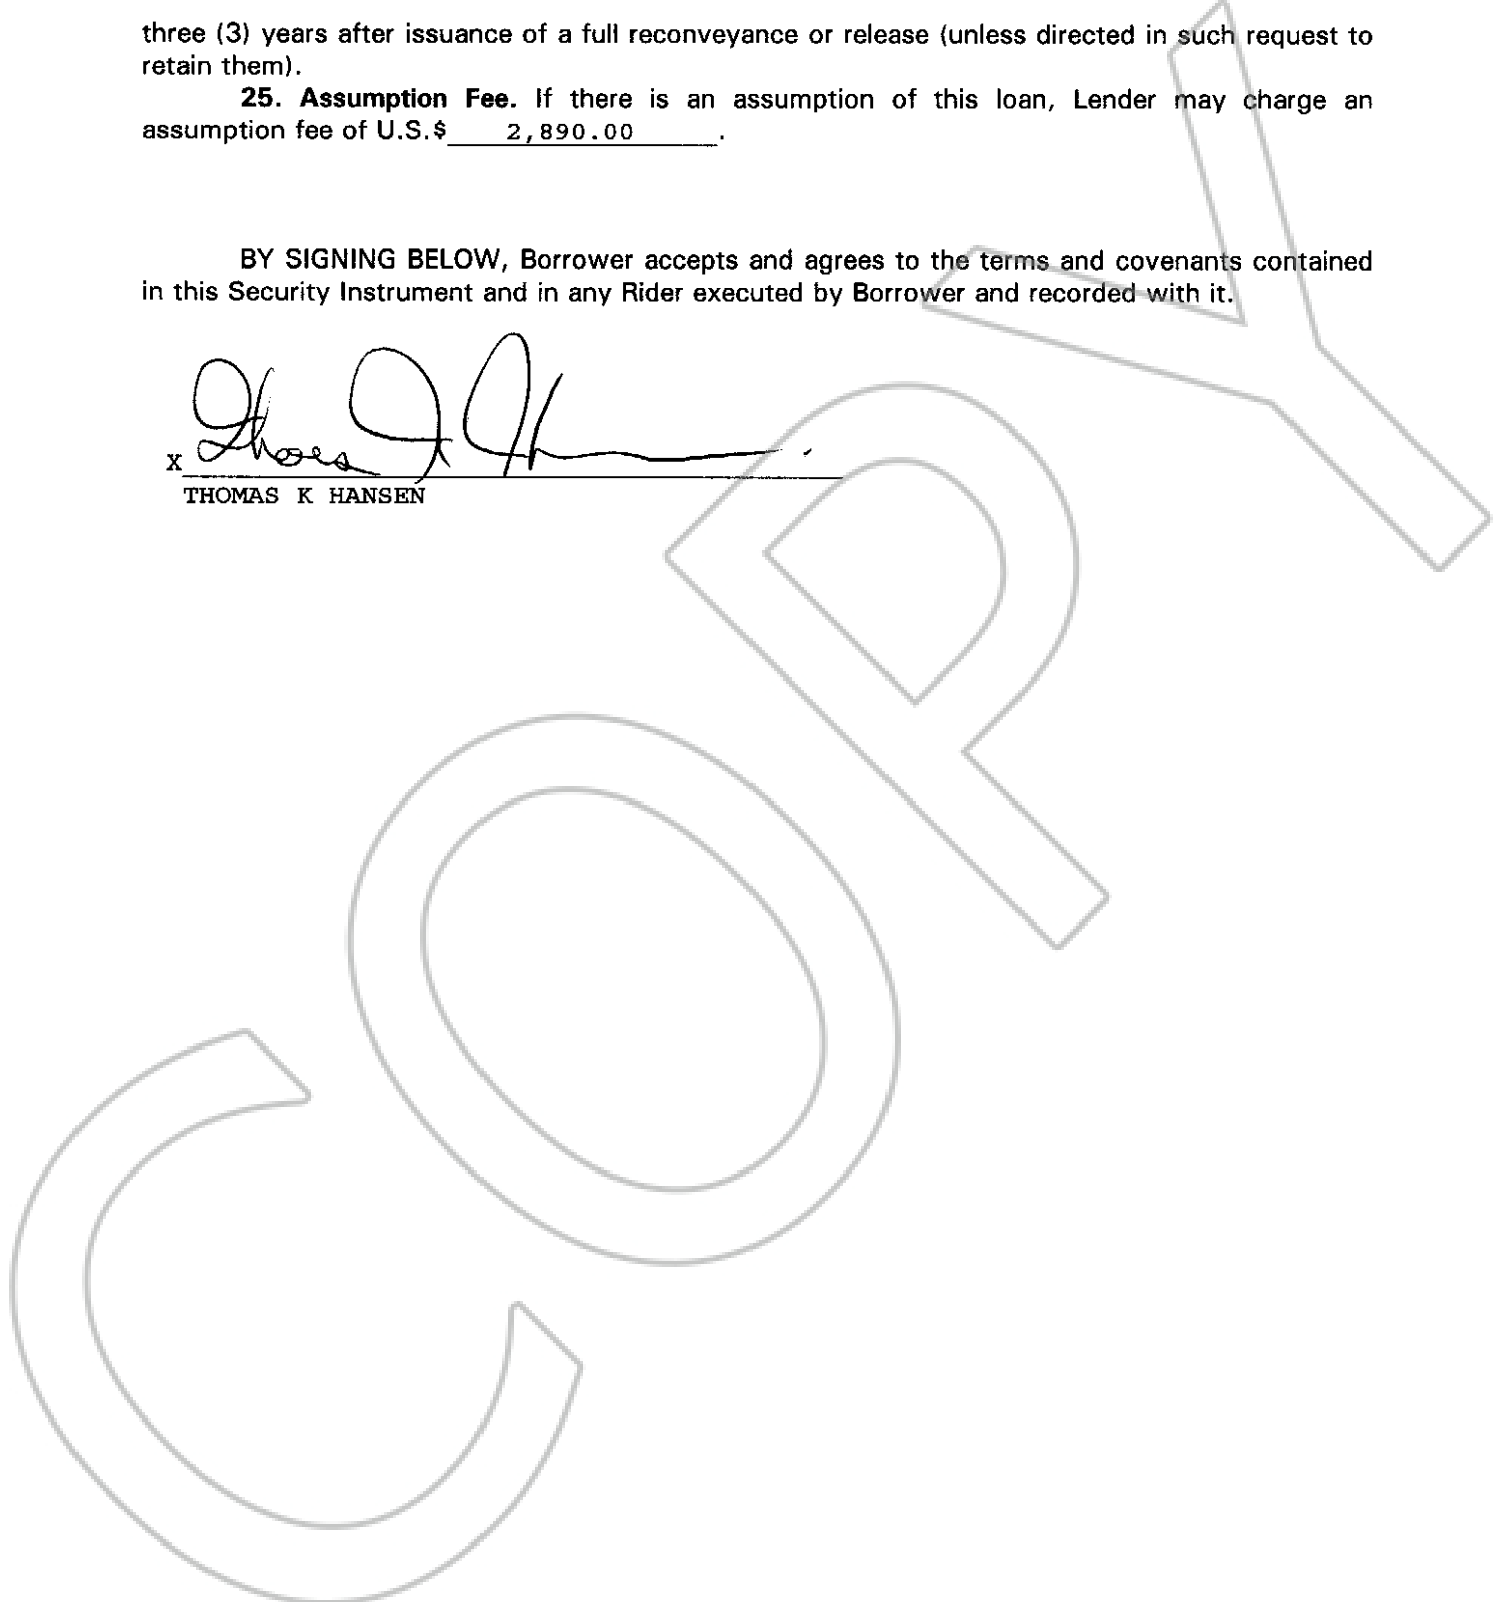 three (3) years after issuance of a full reconveyance or release (unless directed in such request to
retain them).
25. Assumption Fee. If there is an assumption of this loan, Lender may charge an
assumption fee of U.S.$ 2,890.00 .
BY SIGNING BELOW, Borrower accepts and agrees to the terms and covenants contained
in this Security Instrument and in any Rider executed by Borrower and recorded with it.
X
THOMAS K HANSEN
COPY